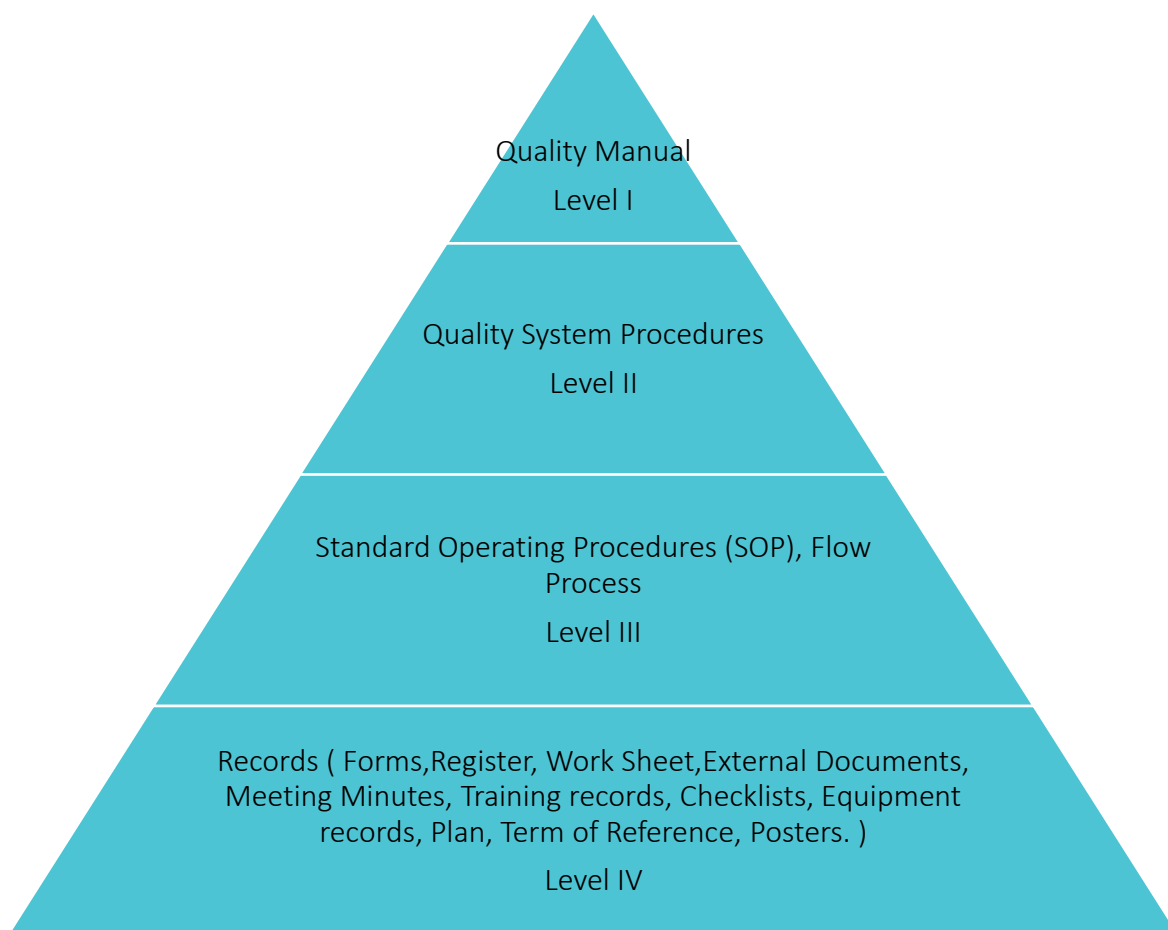 Quality Manual
Level I
Quality System Procedures
Level II
Standard Operating Procedures (SOP), Flow
Process
Level III
Records ( Forms,Register, Work Sheet,External Documents,
Meeting Minutes, Training records, Checklists, Equipment
records, Plan, Term of Reference, Posters. )
Level IV